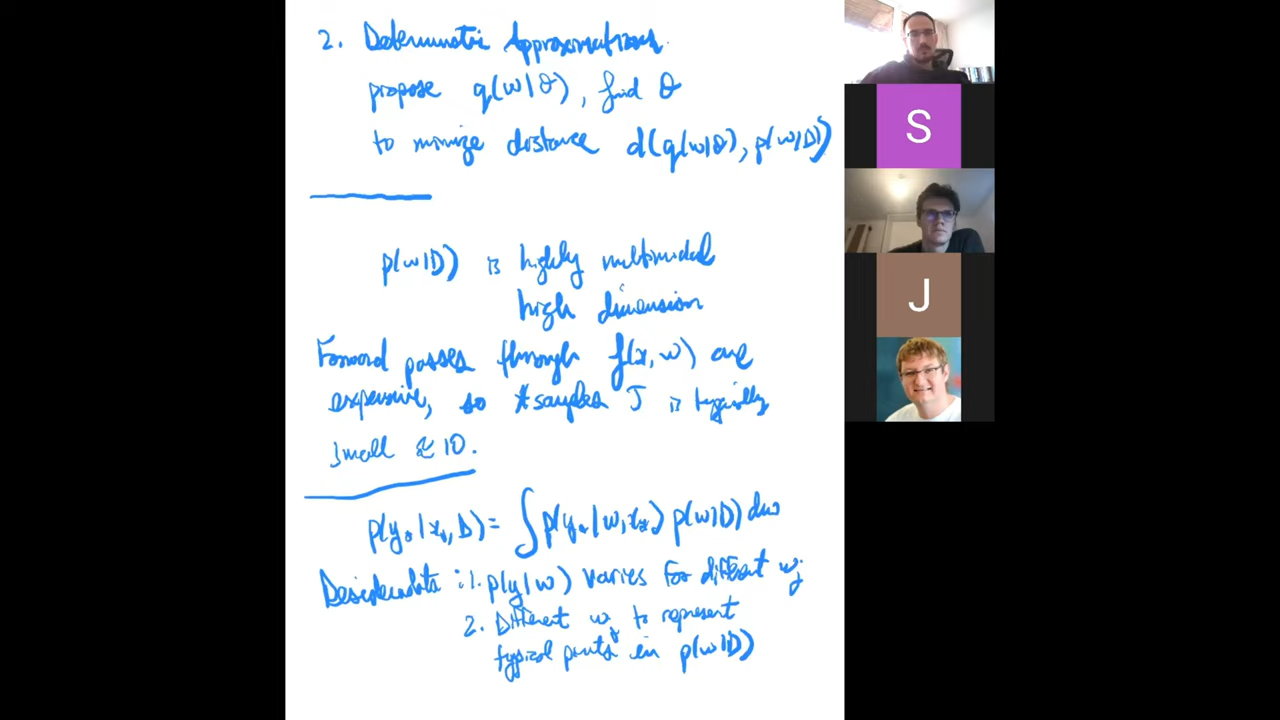 2. Deterministic Approximations.
propose q(w|θ), find θ
to minimize distance d(q(w|θ), p(w|D))
p(w|D) is highly multimodal
high dimension
Forward passes through f(x,w) are
expensive, so #samples J is typically
small ≈ 10.
p(y*|x*,D) = ∫ p(y*|w,x*) p(w|D) dw
Desiderata: 1. p(y|w) varies for different wj
2. Different wj to represent
typical points in p(w|D)
S
J